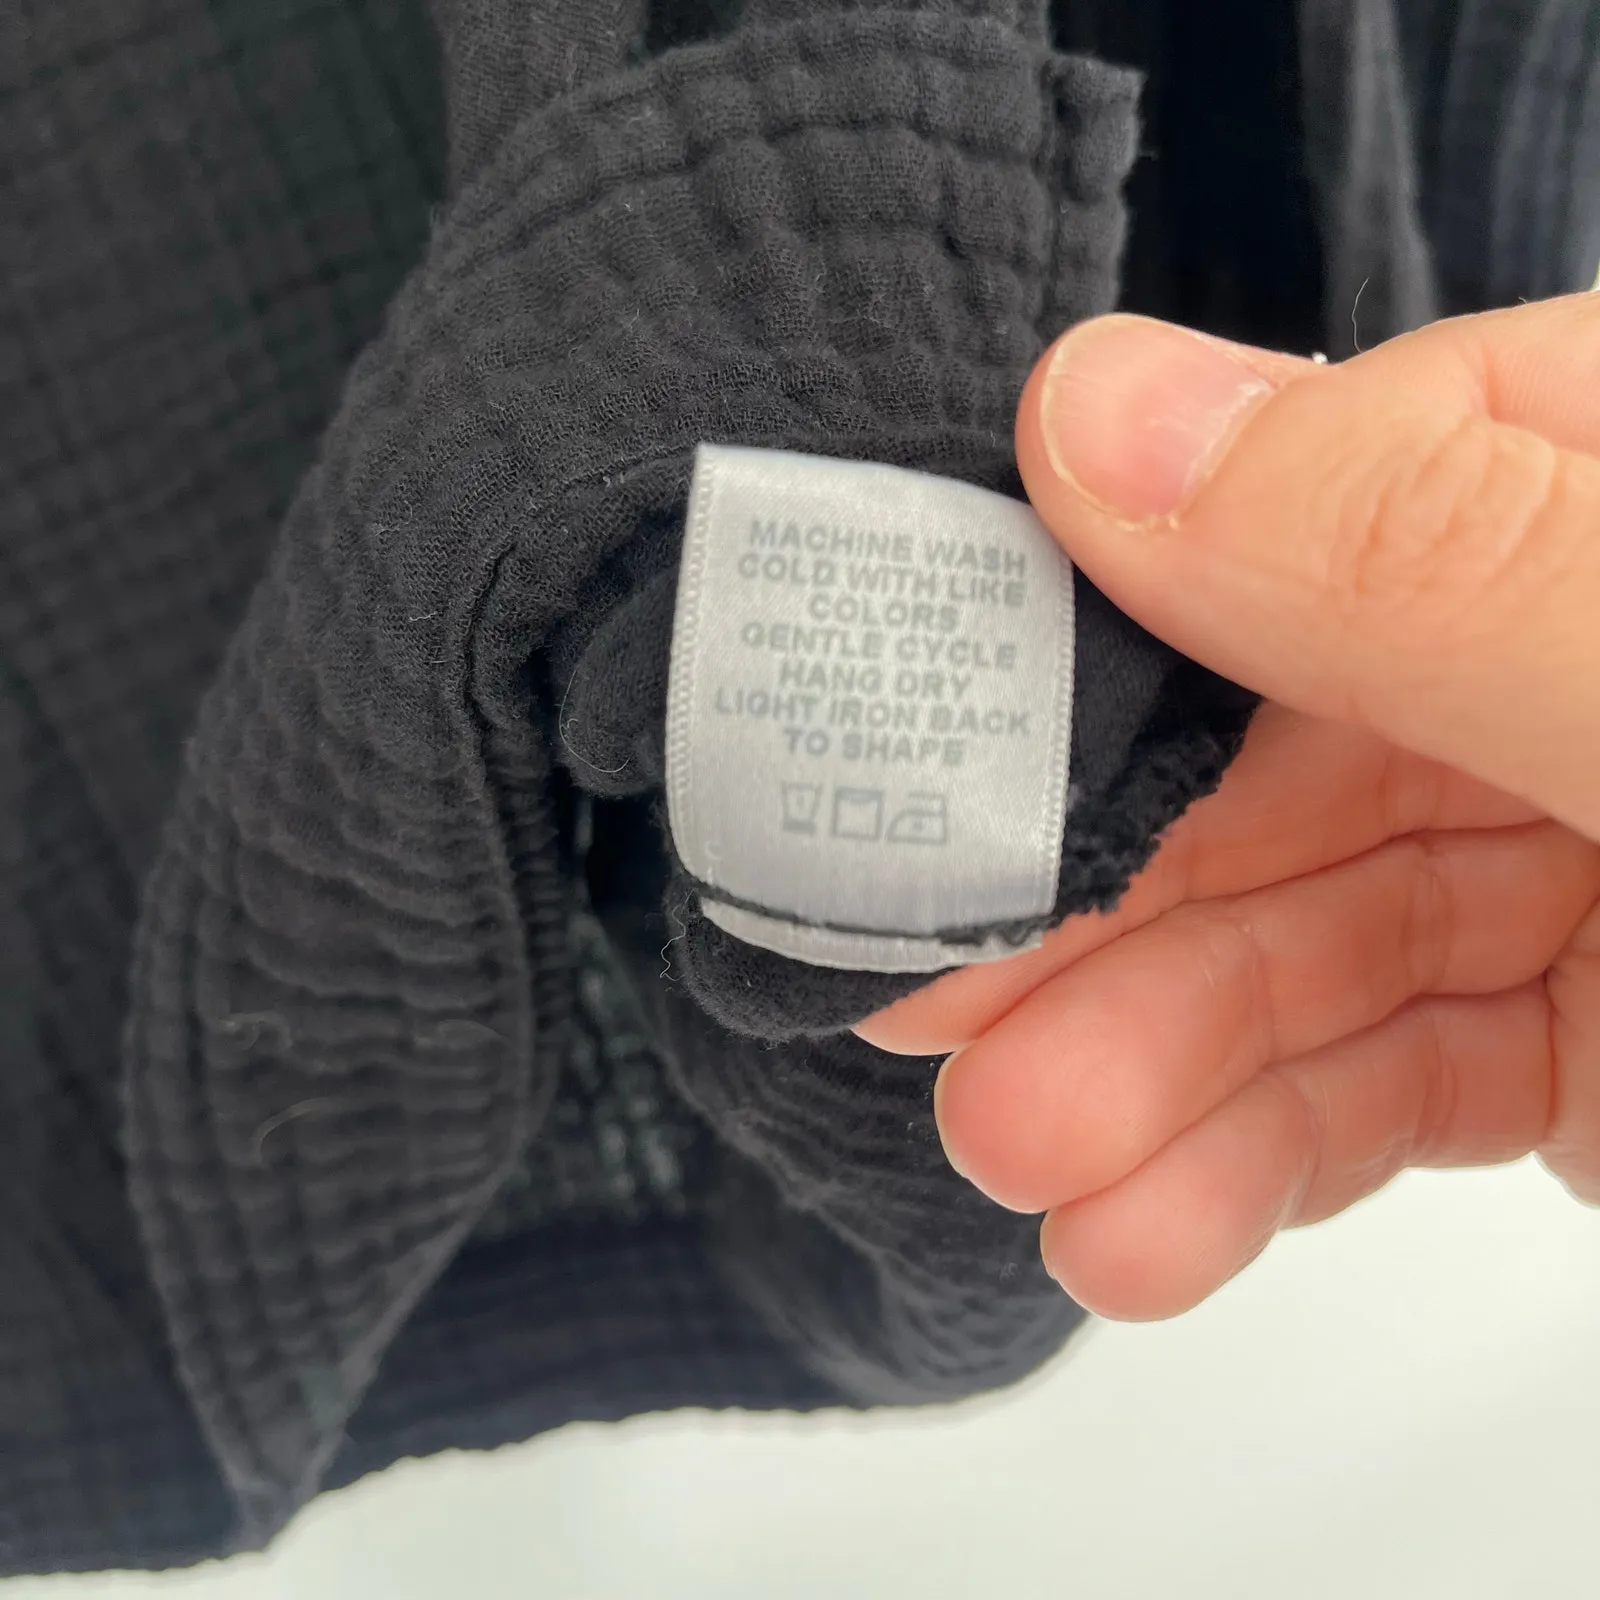 MACHINE WASH
COLD WITH LIKE
COLORS
GENTLE CYCLE
HANG DRY
LIGHT IRON BACK
TO SHAPE